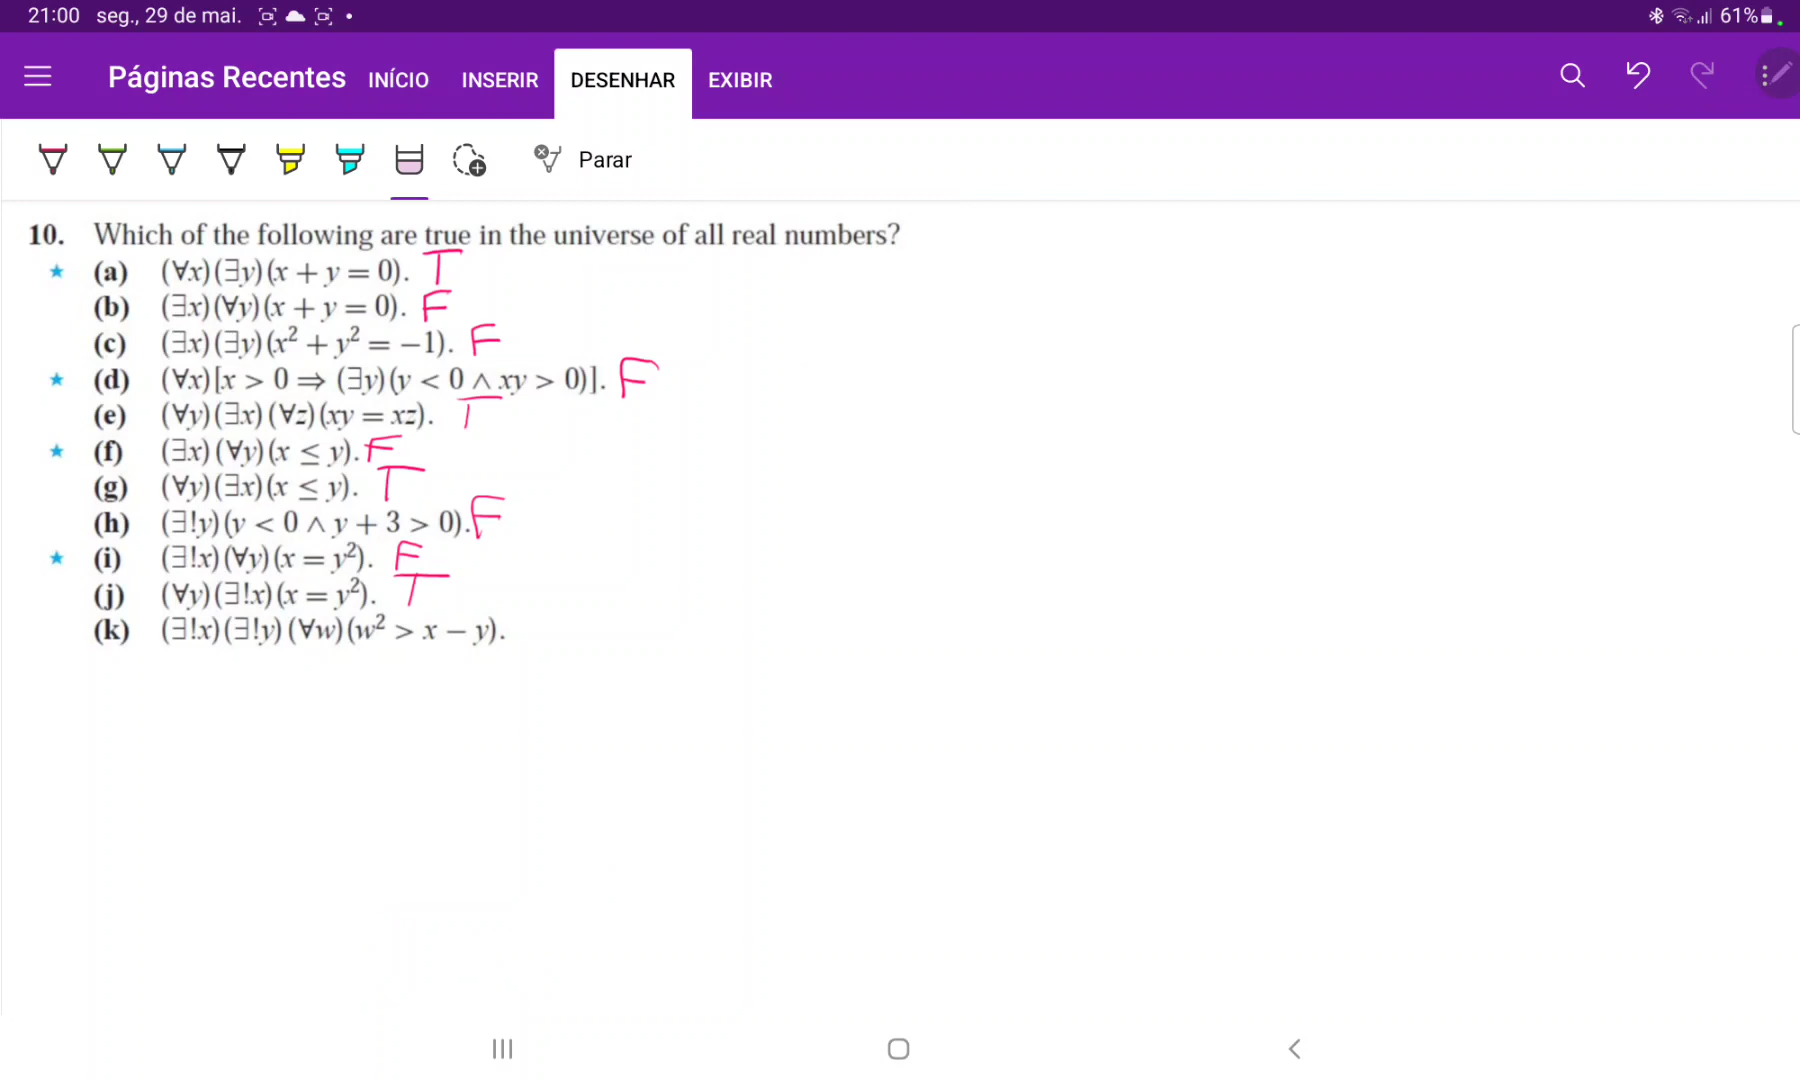 21:00 seg., 29 de mai. 61%
Páginas Recentes INÍCIO INSERIR DESENHAR EXIBIR
Parar
10. Which of the following are true in the universe of all real numbers?
★ (a) (∀x)(∃y)(x + y = 0). T
(b) (∃x)(∀y)(x + y = 0). F
(c) (∃x)(∃y)(x² + y² = −1). F
★ (d) (∀x)[x > 0 ⇒ (∃y)(y < 0 ∧ xy > 0)]. F
(e) (∀y)(∃x)(∀z)(xy = xz). T
★ (f) (∃x)(∀y)(x ≤ y). F
(g) (∀y)(∃x)(x ≤ y). T
(h) (∃!y)(y < 0 ∧ y + 3 > 0). F
★ (i) (∃!x)(∀y)(x = y²). F
(j) (∀y)(∃!x)(x = y²). T
(k) (∃!x)(∃!y)(∀w)(w² > x − y).